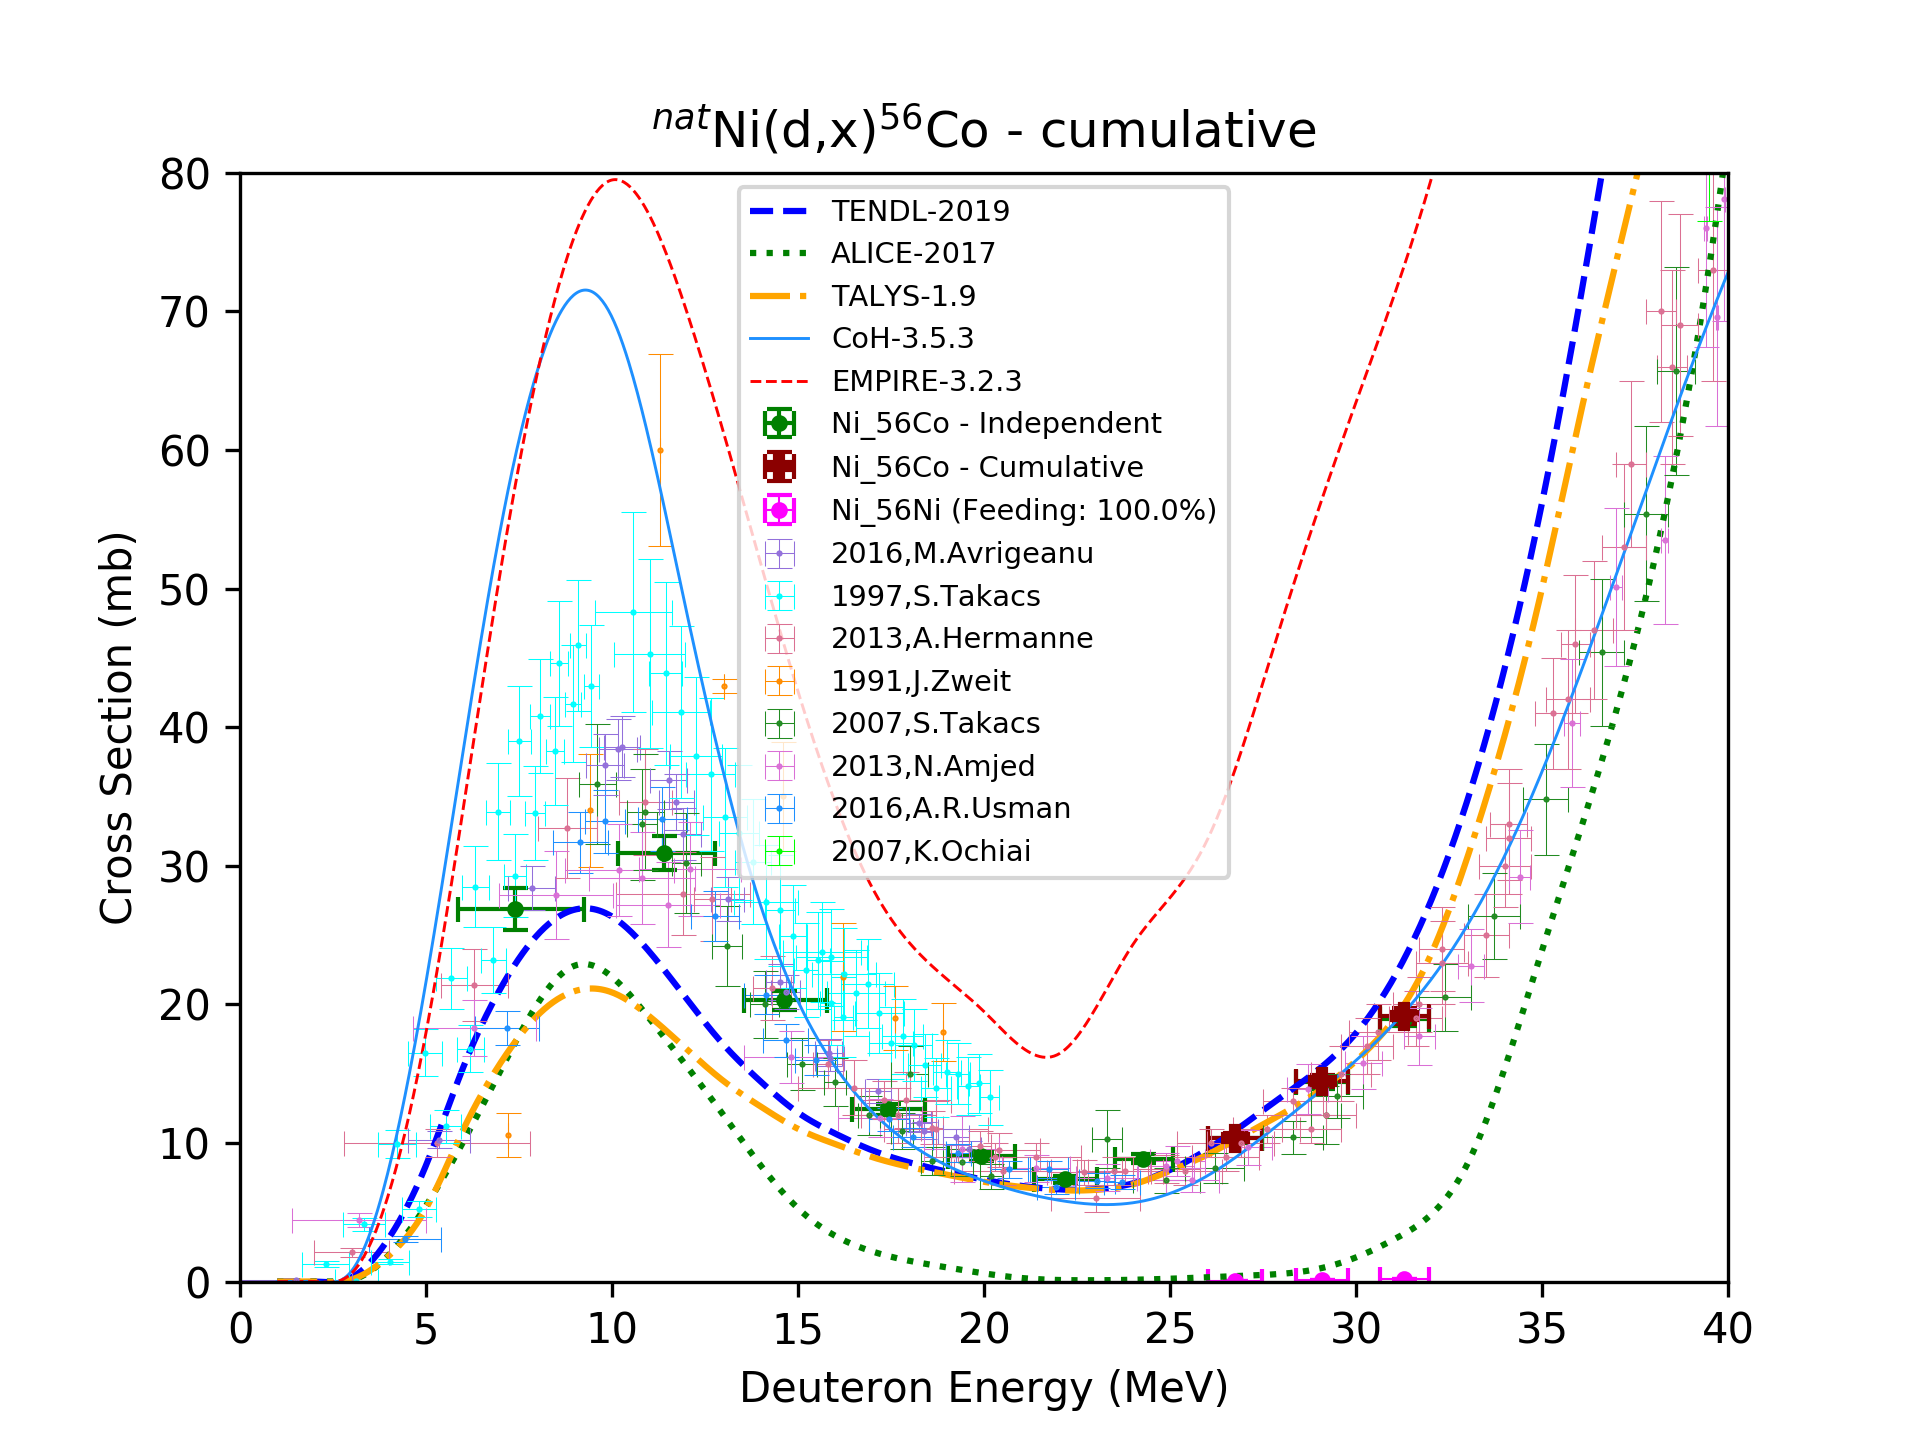 natNi(d,x)56Co - cumulative
80
70
60
50
40
30
20
10
0
Cross Section (mb)
TENDL-2019
ALICE-2017
TALYS-1.9
CoH-3.5.3
EMPIRE-3.2.3
Ni_56Co - Independent
Ni_56Co - Cumulative
Ni_56Ni (Feeding: 100.0%)
2016,M.Avrigeanu
1997,S.Takacs
2013,A.Hermanne
1991,J.Zweit
2007,S.Takacs
2013,N.Amjed
2016,A.R.Usman
2007,K.Ochiai
0 5 10 15 20 25 30 35 40
Deuteron Energy (MeV)